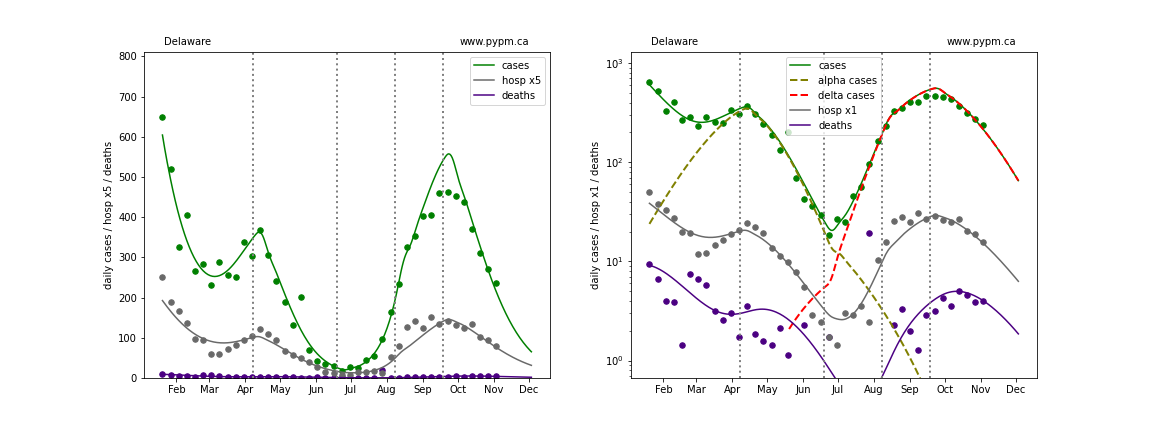 Delaware www.pypm.ca
cases
hosp x5
deaths
daily cases / hosp x5 / deaths
800
700
600
500
400
300
200
100
0
Feb Mar Apr May Jun Jul Aug Sep Oct Nov Dec
Delaware www.pypm.ca
cases
alpha cases
delta cases
hosp x1
deaths
daily cases / hosp x1 / deaths
10³
10²
10¹
10⁰
Feb Mar Apr May Jun Jul Aug Sep Oct Nov Dec